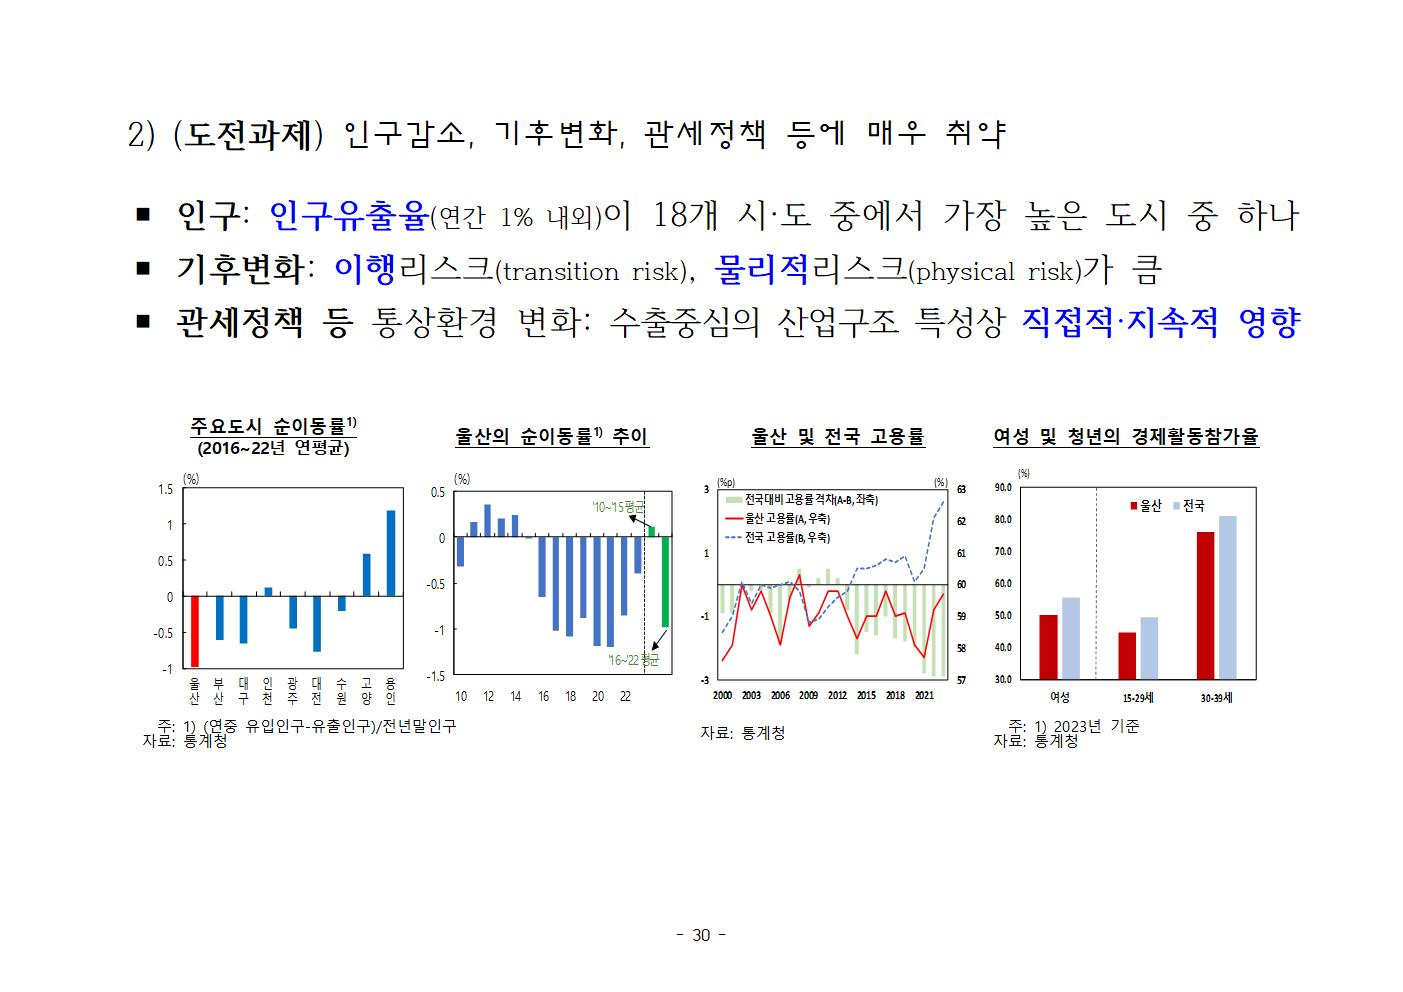 2) (도전과제) 인구감소, 기후변화, 관세정책 등에 매우 취약
■ 인구: 인구유출율(연간 1% 내외)이 18개 시·도 중에서 가장 높은 도시 중 하나
■ 기후변화: 이행리스크(transition risk), 물리적리스크(physical risk)가 큼
■ 관세정책 등 통상환경 변화: 수출중심의 산업구조 특성상 직접적·지속적 영향
주요도시 순이동률1)
(2016~22년 연평균)
(%)
1.5
1
0.5
0
-0.5
-1
울산 부산 대구 인천 광주 대전 수원 고양 용인
주: 1) (연중 유입인구-유출인구)/전년말인구
자료: 통계청
울산의 순이동률1) 추이
(%)
0.5
0
-0.5
-1
-1.5
'10~'15평균
'16~'22평균
10 12 14 16 18 20 22
울산 및 전국 고용률
(%p) (%)
전국대비 고용률 격차(A-B, 좌축)
울산 고용률(A, 우축)
전국 고용률(B, 우축)
3
1
-1
-3
63
62
61
60
59
58
57
2000 2003 2006 2009 2012 2015 2018 2021
자료: 통계청
여성 및 청년의 경제활동참가율
(%)
울산 전국
90.0
80.0
70.0
60.0
50.0
40.0
30.0
여성 15-29세 30-39세
주: 1) 2023년 기준
자료: 통계청
- 30 -